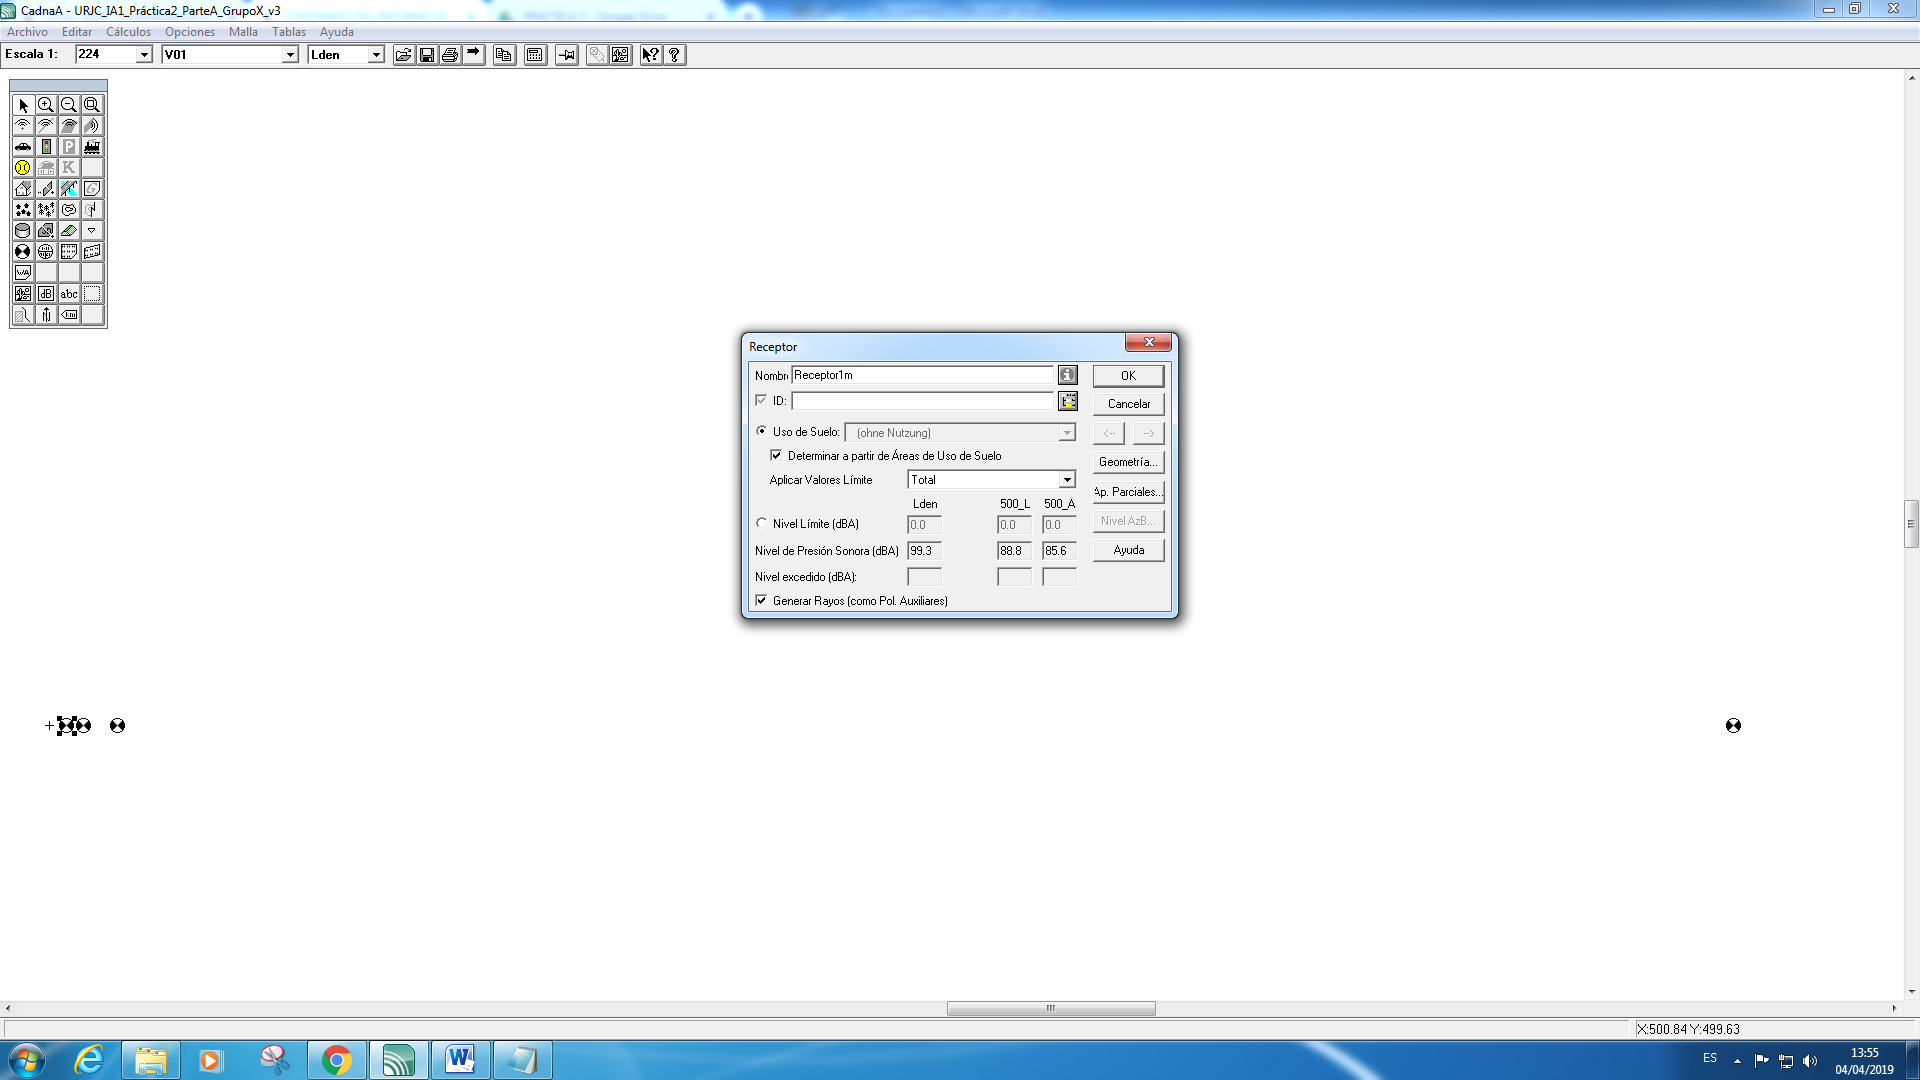 CadnaA - URJC_IA1_Práctica2_ParteA_GrupoX_v3
Archivo Editar Cálculos Opciones Malla Tablas Ayuda
Escala 1: 224 V01 Lden
P
K
G
WA
dB abc
Receptor
Nombr Receptor1m OK
ID: Cancelar
Uso de Suelo: (ohne Nutzung) <-- -->
Determinar a partir de Áreas de Uso de Suelo Geometría...
Aplicar Valores Límite Total Ap. Parciales...
Lden 500_L 500_A
Nivel Límite (dBA) 0.0 0.0 0.0 Nivel AzB...
Nivel de Presión Sonora (dBA) 99.3 88.8 85.6 Ayuda
Nivel excedido (dBA):
Generar Rayos (como Pol. Auxiliares)
X:500.84 Y:499.63
ES 13:55
04/04/2019